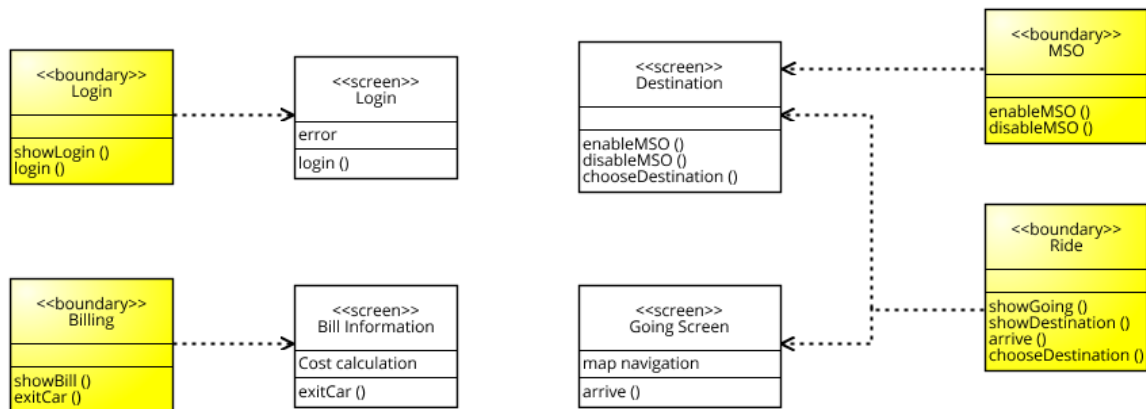 <<boundary>>
Login
showLogin ()
login ()
<<screen>>
Login
error
login ()
<<screen>>
Destination
enableMSO ()
disableMSO ()
chooseDestination ()
<<boundary>>
MSO
enableMSO ()
disableMSO ()
<<boundary>>
Billing
showBill ()
exitCar ()
<<screen>>
Bill Information
Cost calculation
exitCar ()
<<screen>>
Going Screen
map navigation
arrive ()
<<boundary>>
Ride
showGoing ()
showDestination ()
arrive ()
chooseDestination ()